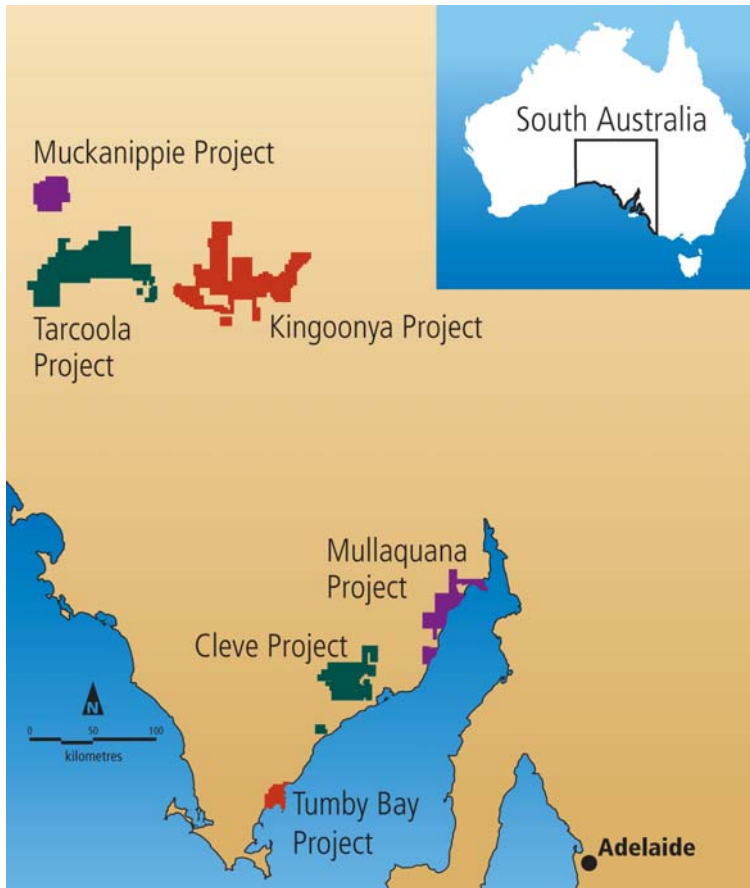 South Australia
Muckanippie Project
Tarcoola
Project
Kingoonya Project
Mullaquana
Project
Cleve Project
N
0 50 100
kilometres
Tumby Bay
Project
Adelaide